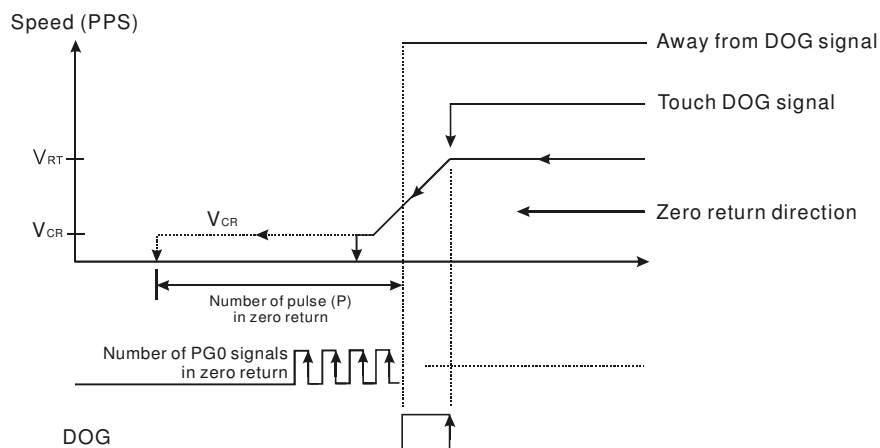 Speed (PPS)
Away from DOG signal
Touch DOG signal
VRT
Zero return direction
VCR
VCR
Number of pulse (P)
in zero return
Number of PG0 signals
in zero return
DOG